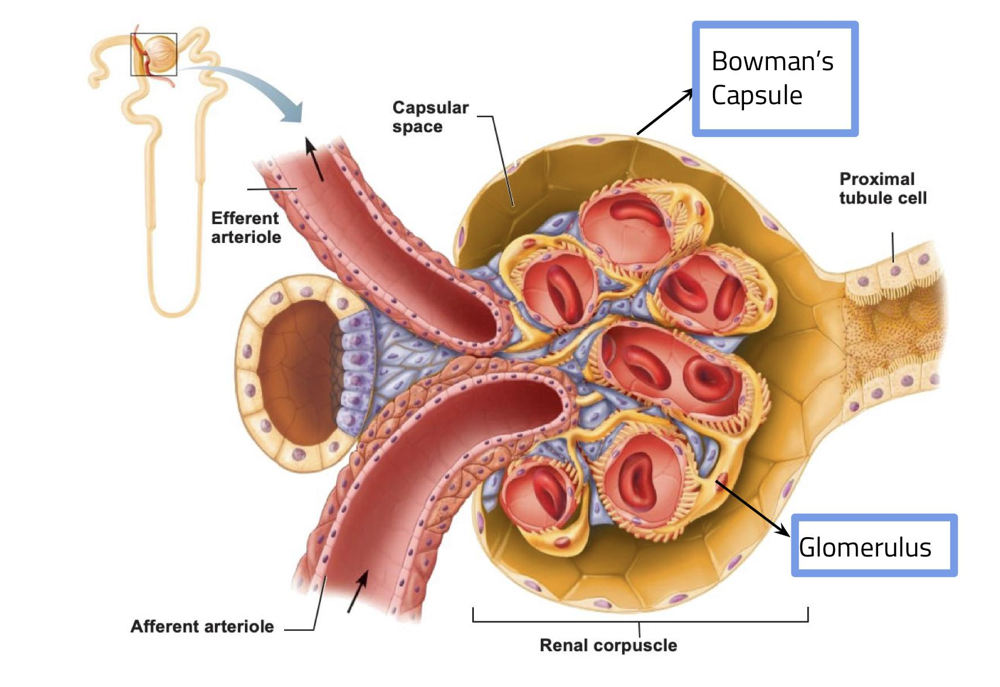 Bowman’s
Capsule
Capsular
space
Proximal
tubule cell
Efferent
arteriole
Glomerulus
Afferent arteriole
Renal corpuscle